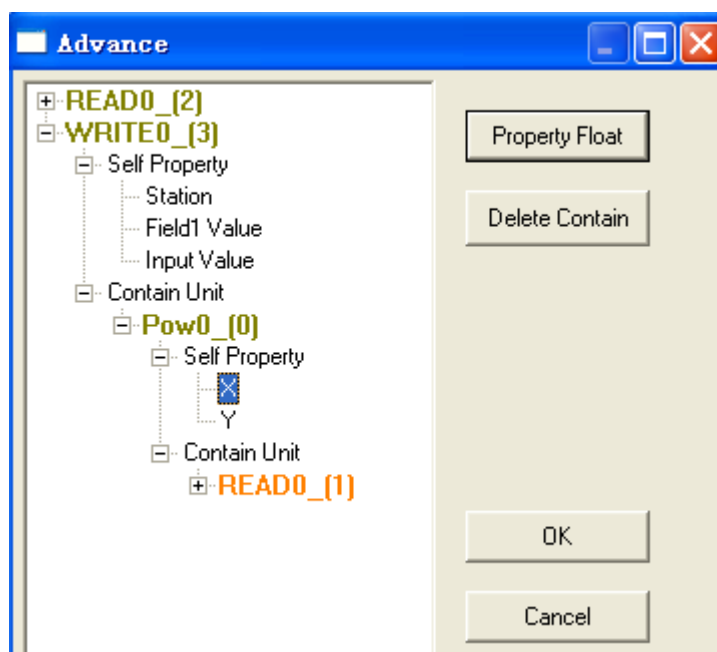 Advance
READ0_(2)
WRITE0_(3)
Self Property
Station
Field1 Value
Input Value
Contain Unit
Pow0_(0)
Self Property
X
Y
Contain Unit
READ0_(1)
Property Float
Delete Contain
OK
Cancel